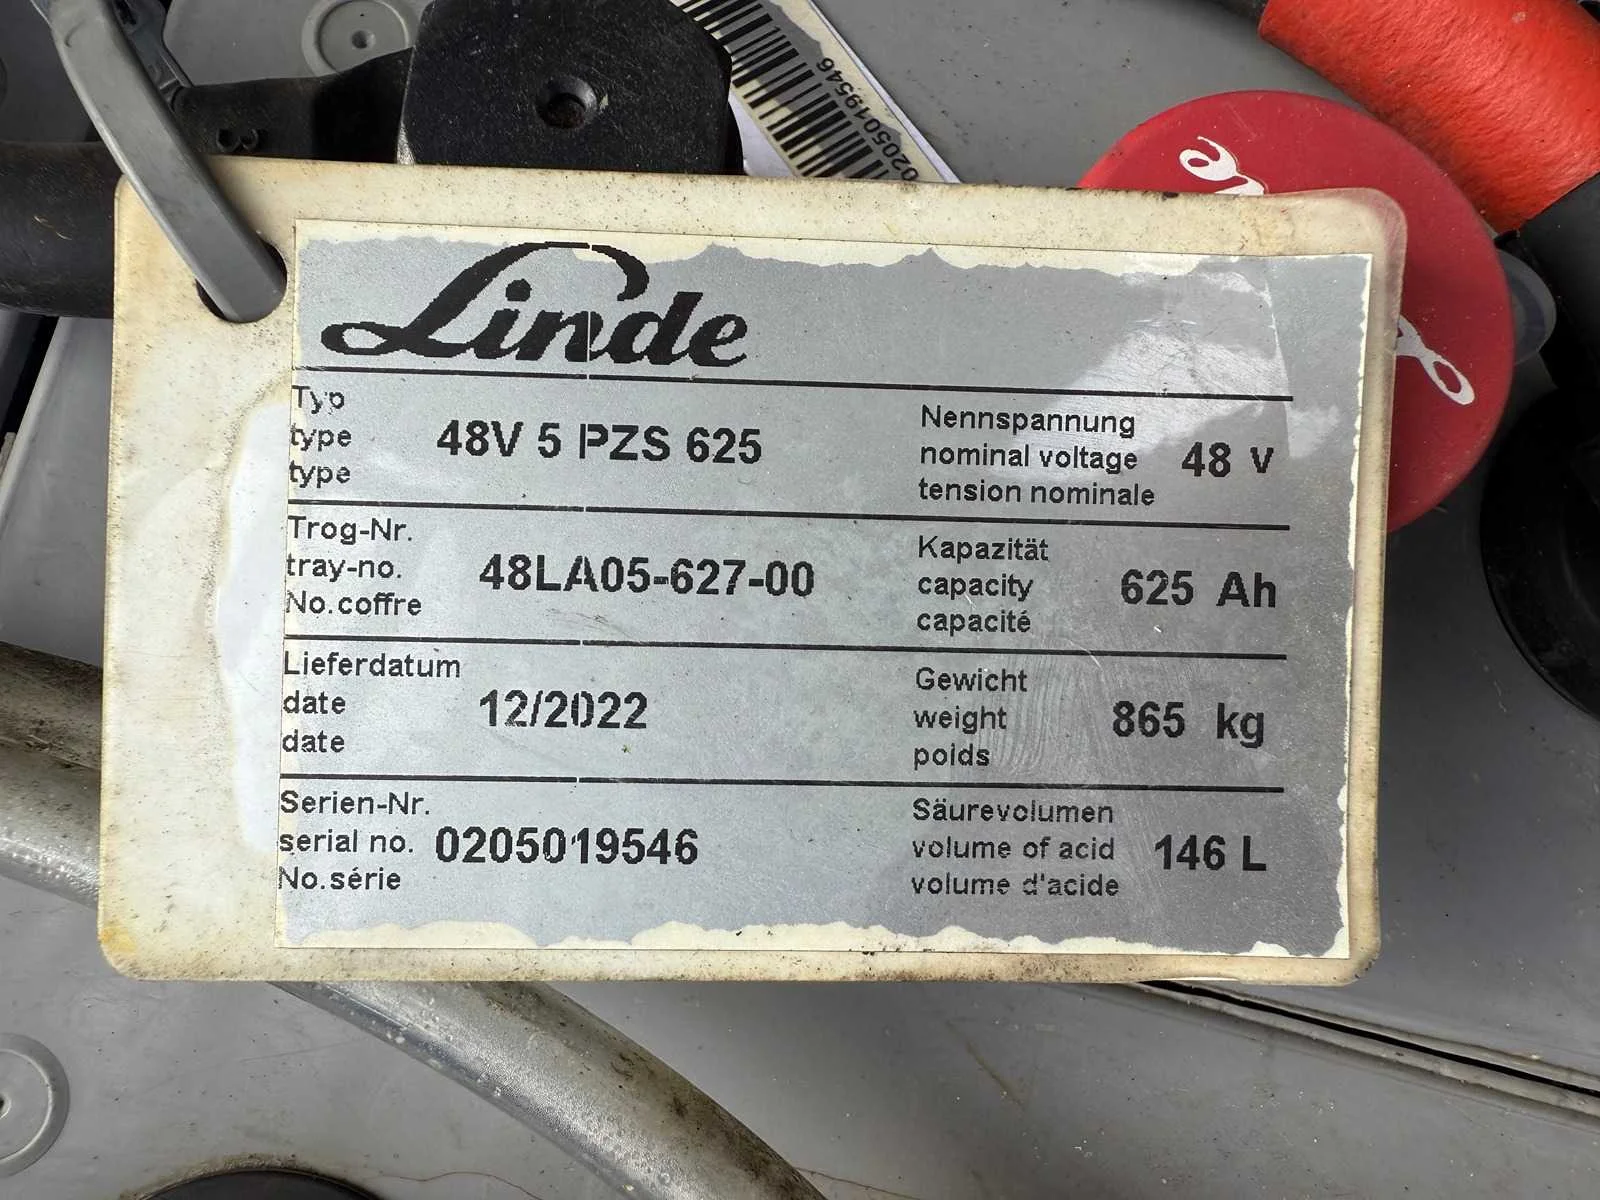 0205019546
Linde
Typ
type
type
48V 5 PZS 625
Nennspannung
nominal voltage
tension nominale
48 V
Trog-Nr.
tray-no.
No.coffre
48LA05-627-00
Kapazität
capacity
capacité
625 Ah
Lieferdatum
date
date
12/2022
Gewicht
weight
poids
865 kg
Serien-Nr.
serial no.
No.série
0205019546
Säurevolumen
volume of acid
volume d'acide
146 L